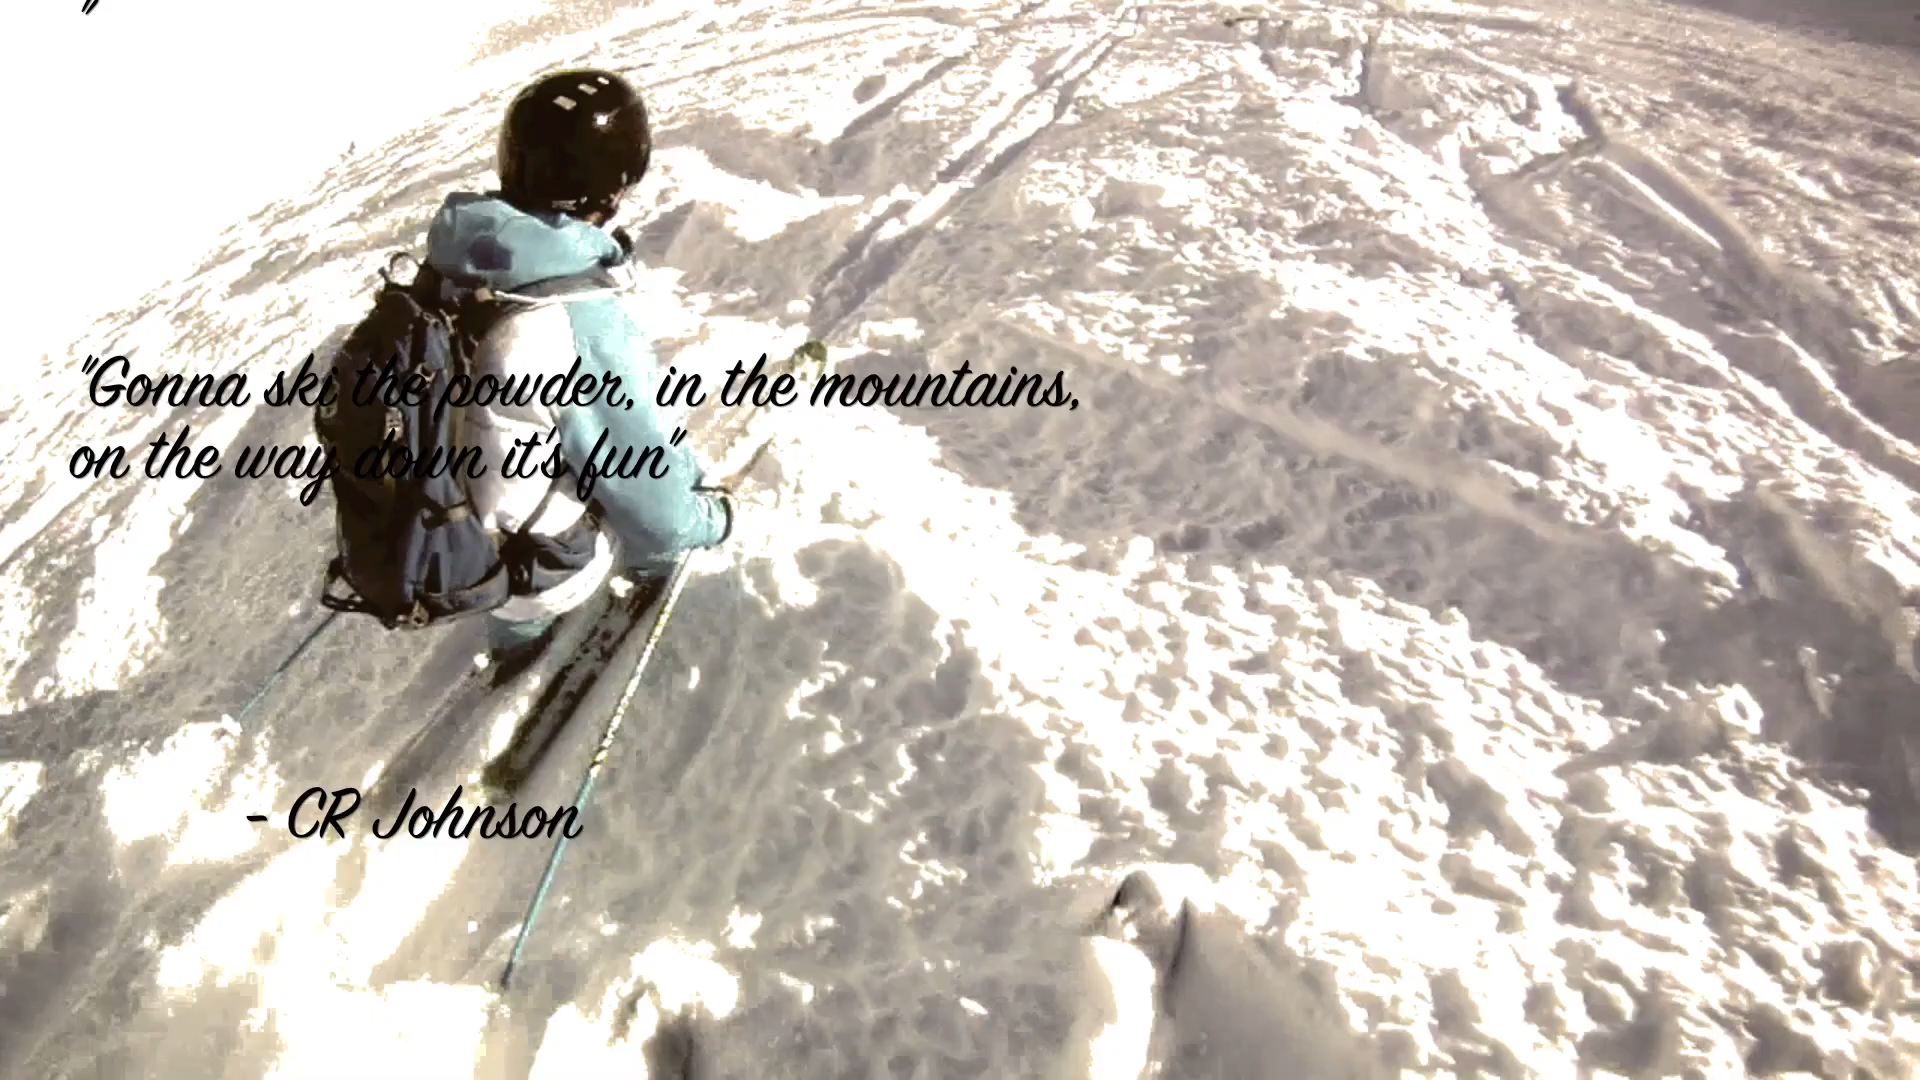 "
"Gonna ski the powder, in the mountains,
on the way down it's fun"
- CR Johnson